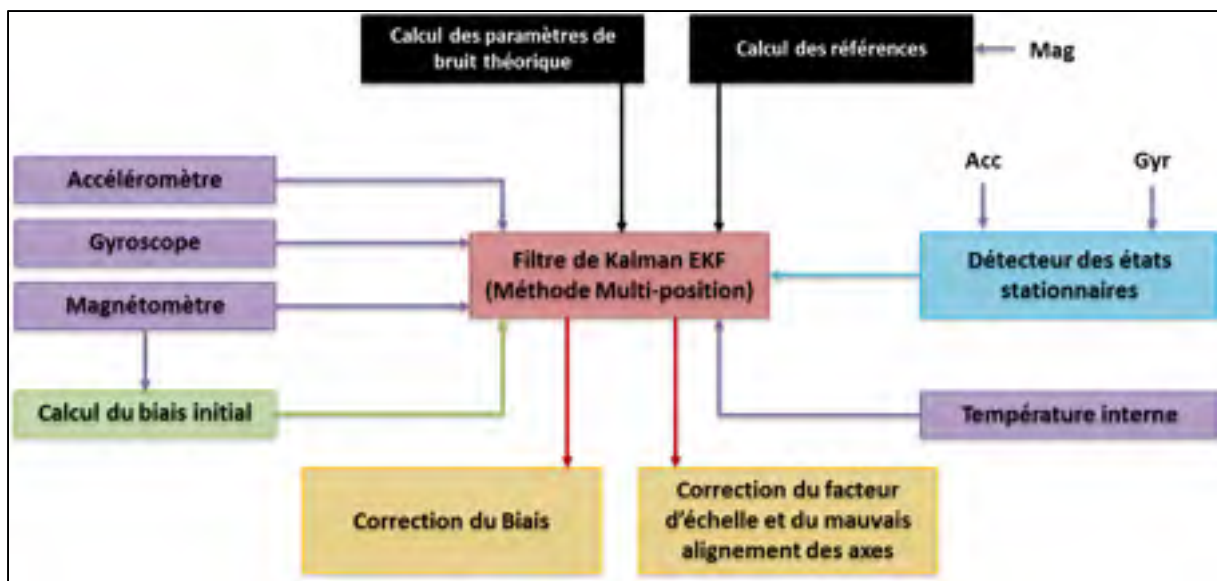 Calcul des paramètres de
bruit théorique
Calcul des références
Mag
Acc
Gyr
Accéléromètre
Gyroscope
Magnétomètre
Calcul du biais initial
Filtre de Kalman EKF
(Méthode Multi-position)
Détecteur des états
stationnaires
Température interne
Correction du Biais
Correction du facteur
d'échelle et du mauvais
alignement des axes